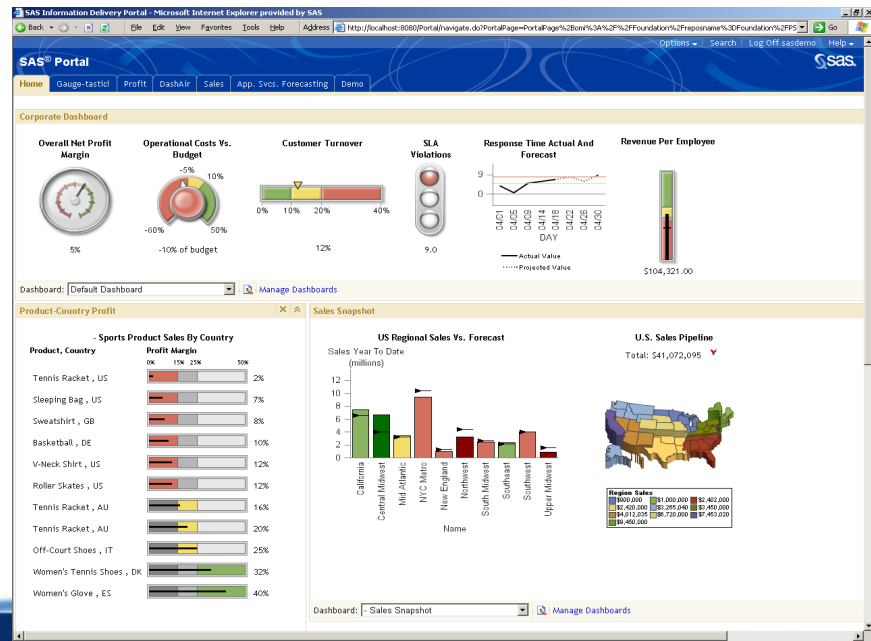 SAS Information Delivery Portal - Microsoft Internet Explorer provided by SAS
Back File Edit View Favorites Tools Help Address http://localhost:8080/Portal/navigate.do?PortalPage=PortalPage%2Bomi%3A%2F%2FFoundation%2Freposname%3DFoundation%2FPS Go
Options Search Log Off sasdemo Help
SAS® Portal
sas.
Home Gauge-tastic! Profit DashAir Sales App. Svcs. Forecasting Demo
Corporate Dashboard
Overall Net Profit Margin
5%
Operational Costs Vs. Budget
-5% 10%
-60% 50%
-10% of budget
Customer Turnover
0% 10% 20% 40%
12%
SLA Violations
9.0
Response Time Actual And Forecast
9
0
04/01 04/05 04/09 04/14 04/18 04/22 04/26 04/30
DAY
Actual Value
Projected Value
Revenue Per Employee
$104,321.00
Dashboard: Default Dashboard Manage Dashboards
Product-Country Profit
- Sports Product Sales By Country
Product, Country Profit Margin
0% 15% 25% 50%
Tennis Racket , US 2%
Sleeping Bag , US 7%
Sweatshirt , GB 8%
Basketball , DE 10%
V-Neck Shirt , US 12%
Roller Skates , US 12%
Tennis Racket , AU 16%
Tennis Racket , AU 20%
Off-Court Shoes , IT 25%
Women's Tennis Shoes , DK 32%
Women's Glove , ES 40%
Sales Snapshot
US Regional Sales Vs. Forecast
Sales Year To Date
(millions)
12
10
8
6
4
2
0
California Central Midwest Mid Atlantic NYC Metro New England Northwest South Midwest Southeast Southwest Upper Midwest
Name
U.S. Sales Pipeline
Total: $41,072,095
Region Sales
$900,000 $1,000,000 $2,402,000
$2,420,000 $3,265,040 $3,450,000
$4,012,035 $6,720,000 $7,453,020
$9,450,000
Dashboard: - Sales Snapshot Manage Dashboards